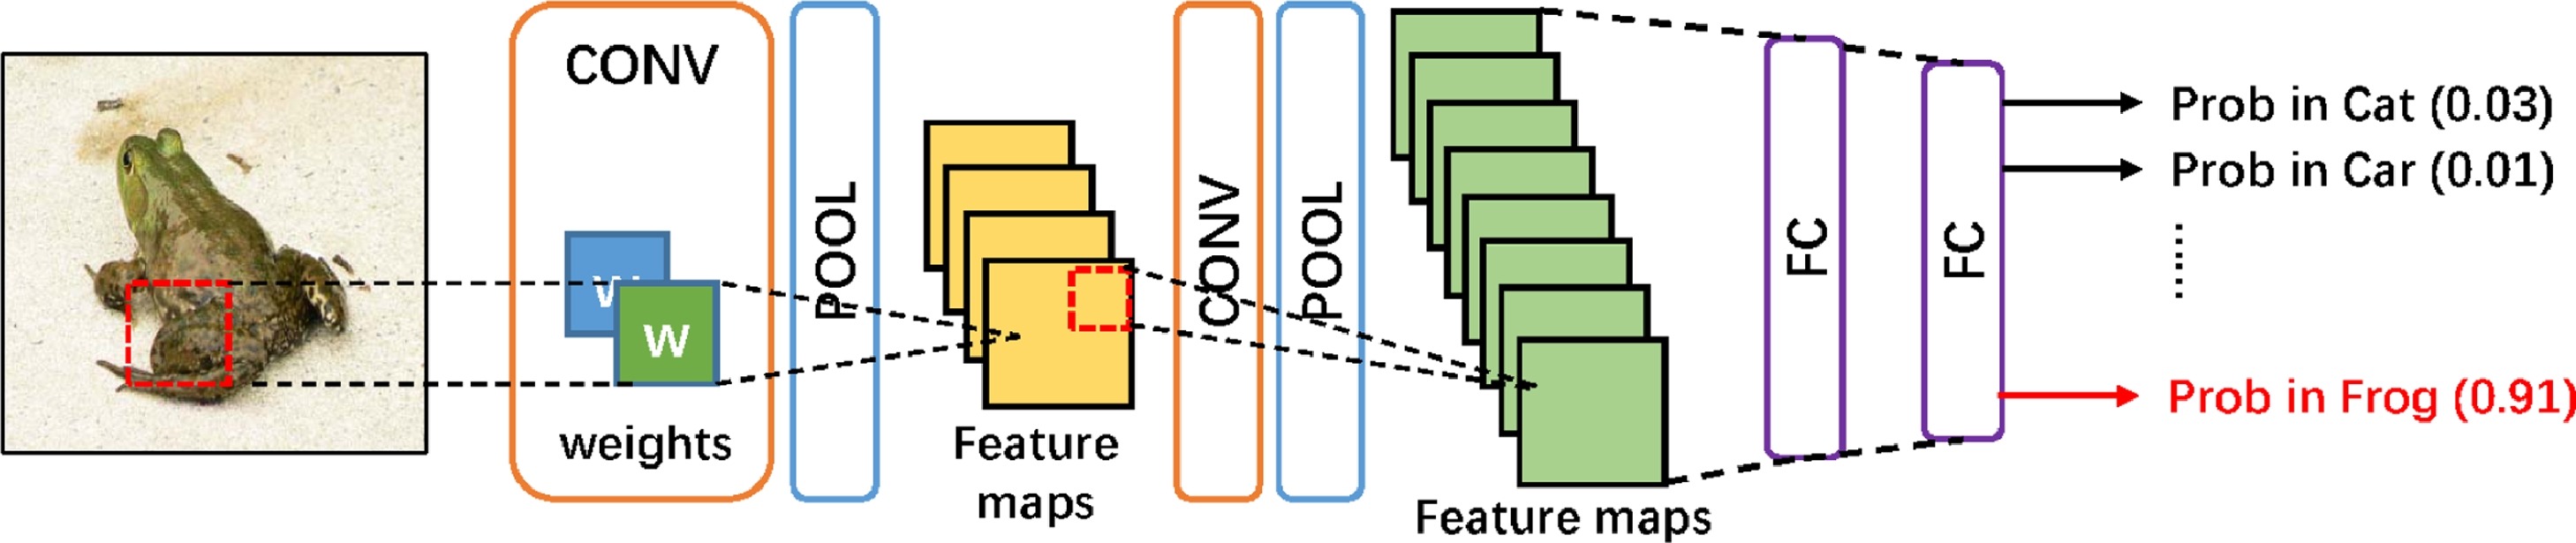 CONV
W
W
weights
POOL
Feature
maps
CONV
POOL
Feature maps
FC
FC
Prob in Cat (0.03)
Prob in Car (0.01)
......
Prob in Frog (0.91)